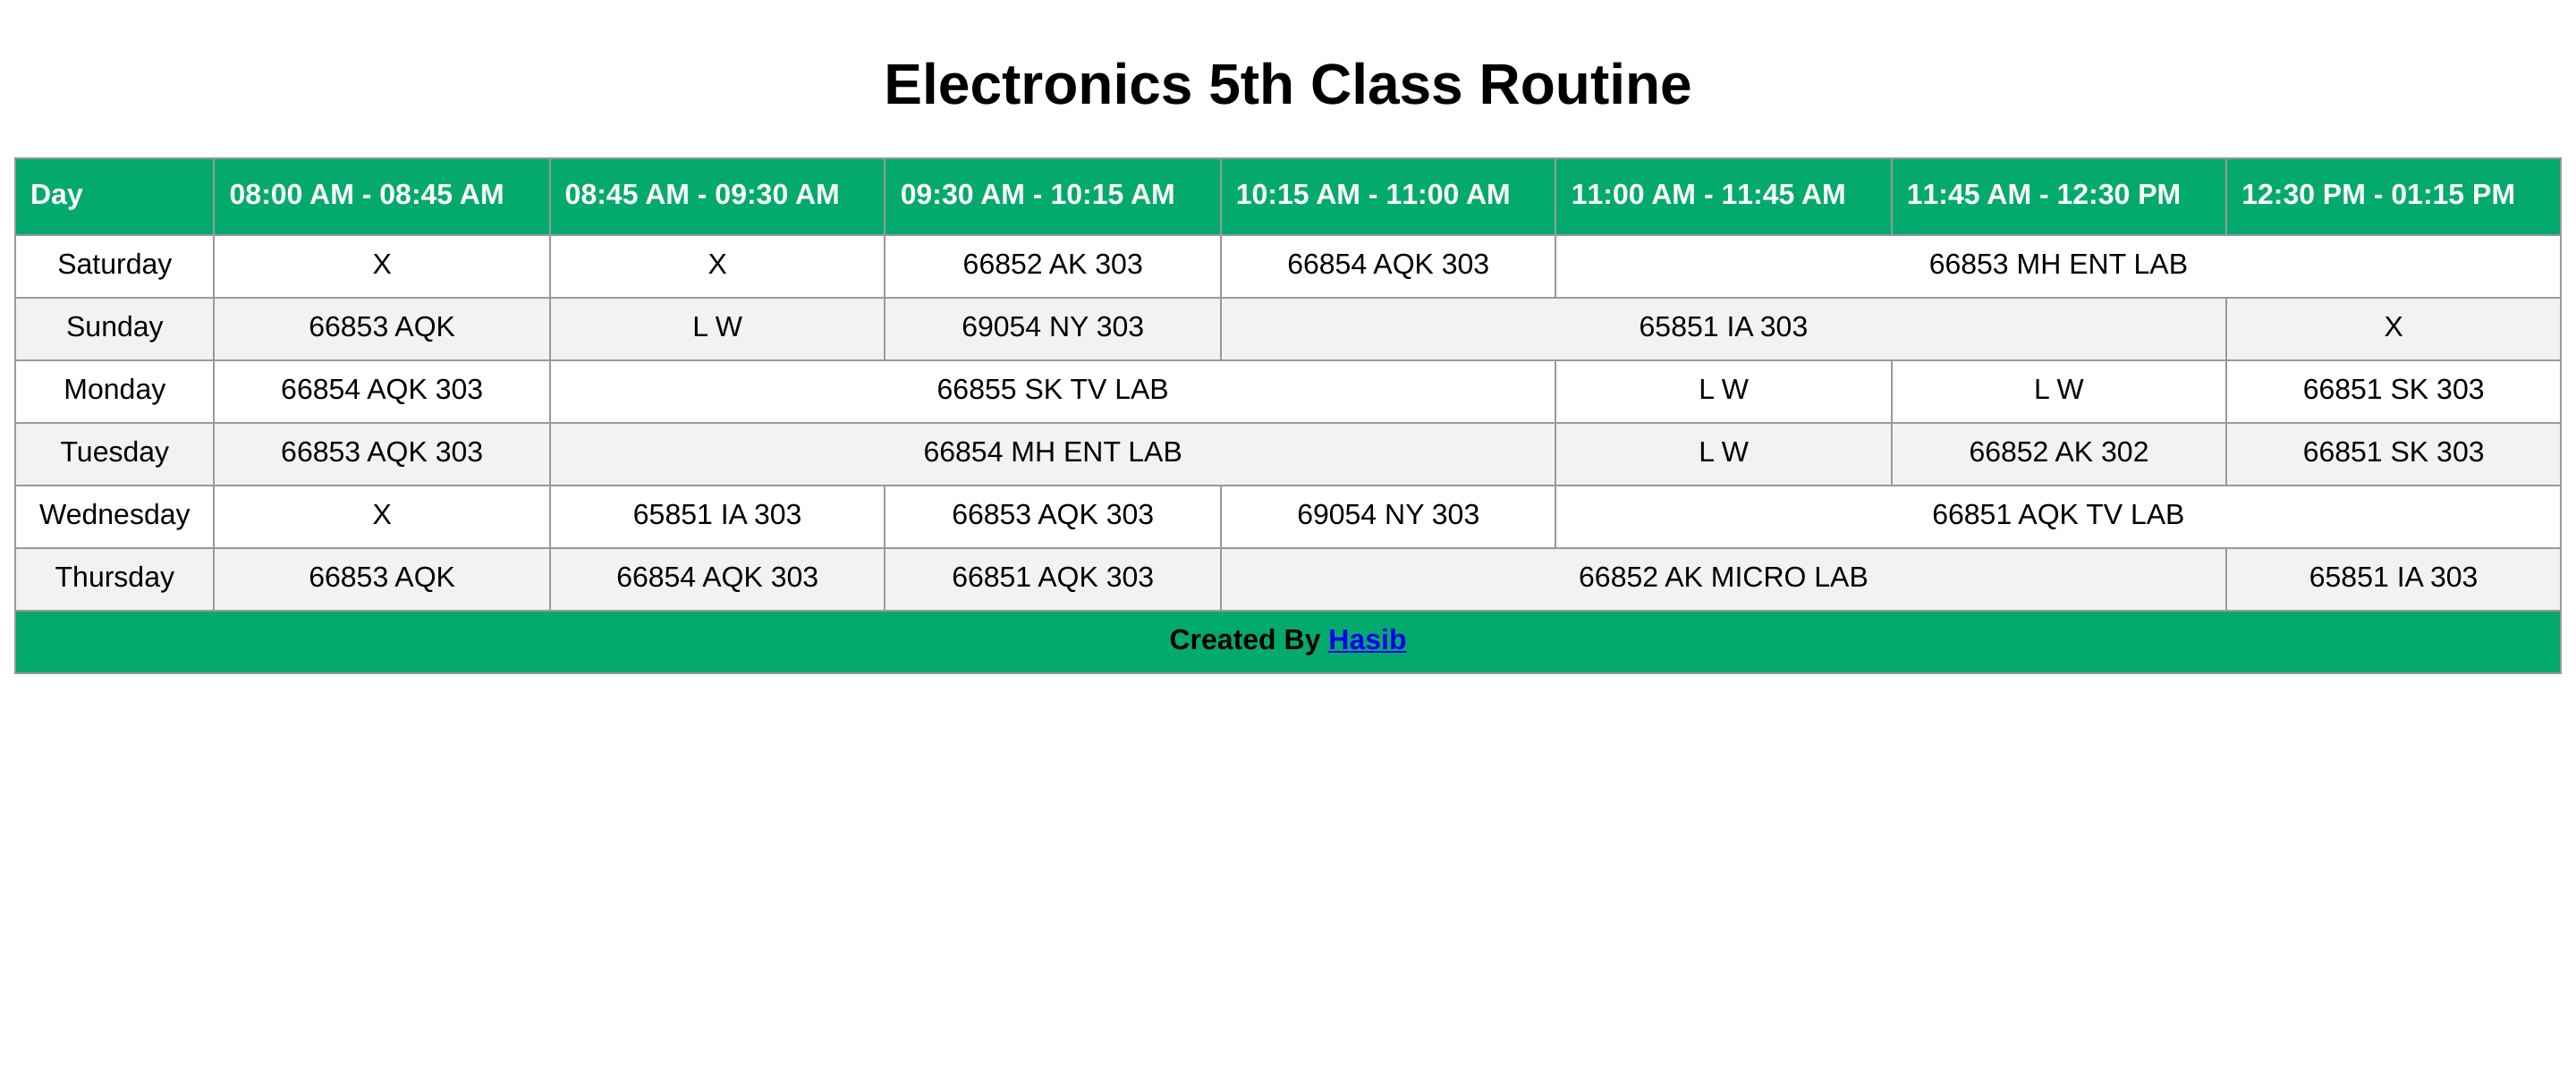 Electronics 5th Class Routine
Day 08:00 AM - 08:45 AM 08:45 AM - 09:30 AM 09:30 AM - 10:15 AM 10:15 AM - 11:00 AM 11:00 AM - 11:45 AM 11:45 AM - 12:30 PM 12:30 PM - 01:15 PM
Saturday X X 66852 AK 303 66854 AQK 303 66853 MH ENT LAB
Sunday 66853 AQK L W 69054 NY 303 65851 IA 303 X
Monday 66854 AQK 303 66855 SK TV LAB L W L W 66851 SK 303
Tuesday 66853 AQK 303 66854 MH ENT LAB L W 66852 AK 302 66851 SK 303
Wednesday X 65851 IA 303 66853 AQK 303 69054 NY 303 66851 AQK TV LAB
Thursday 66853 AQK 66854 AQK 303 66851 AQK 303 66852 AK MICRO LAB 65851 IA 303
Created By Hasib